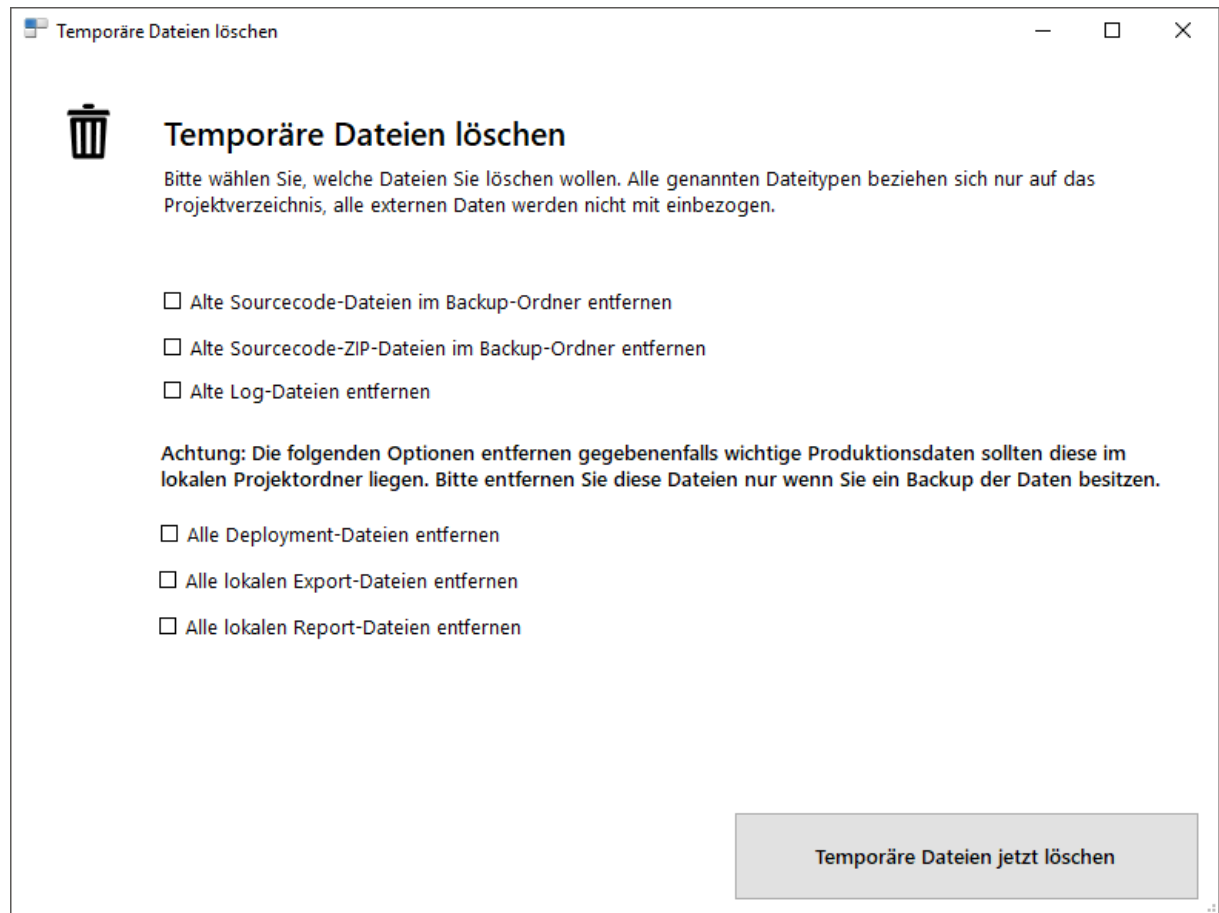 Temporäre Dateien löschen
Temporäre Dateien löschen
Bitte wählen Sie, welche Dateien Sie löschen wollen. Alle genannten Dateitypen beziehen sich nur auf das
Projektverzeichnis, alle externen Daten werden nicht mit einbezogen.
Alte Sourcecode-Dateien im Backup-Ordner entfernen
Alte Sourcecode-ZIP-Dateien im Backup-Ordner entfernen
Alte Log-Dateien entfernen
Achtung: Die folgenden Optionen entfernen gegebenenfalls wichtige Produktionsdaten sollten diese im
lokalen Projektordner liegen. Bitte entfernen Sie diese Dateien nur wenn Sie ein Backup der Daten besitzen.
Alle Deployment-Dateien entfernen
Alle lokalen Export-Dateien entfernen
Alle lokalen Report-Dateien entfernen
Temporäre Dateien jetzt löschen